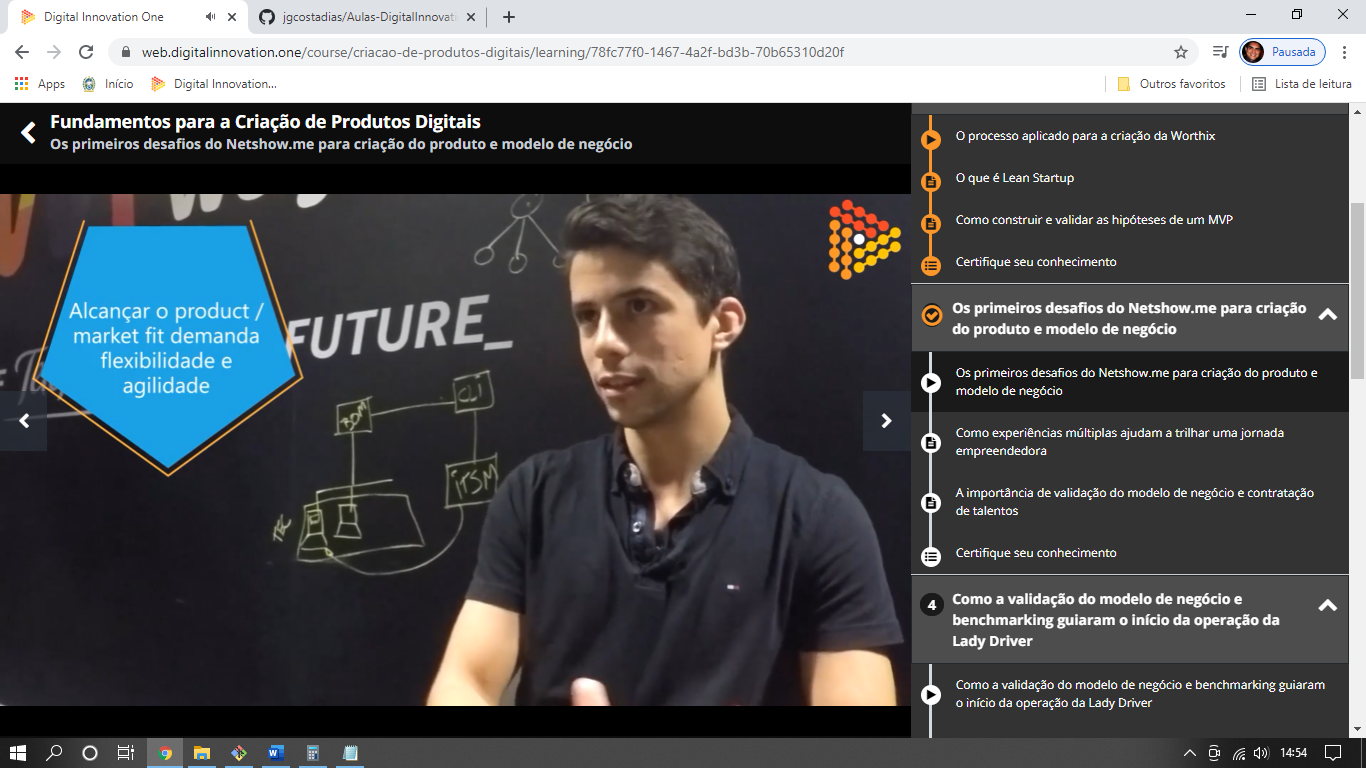 Digital Innovation One
jgcostadias/Aulas-DigitalInnovati
web.digitalinnovation.one/course/criacao-de-produtos-digitais/learning/78fc77f0-1467-4a2f-bd3b-70b65310d20f
Pausada
Apps
Início
Digital Innovation...
Outros favoritos
Lista de leitura
Fundamentos para a Criação de Produtos Digitais
Os primeiros desafios do Netshow.me para criação do produto e modelo de negócio
Alcançar o product /
market fit demanda
flexibilidade e
agilidade
FUTURE_
BDM
CLI
iTSM
TEC
O processo aplicado para a criação da Worthix
O que é Lean Startup
Como construir e validar as hipóteses de um MVP
Certifique seu conhecimento
Os primeiros desafios do Netshow.me para criação
do produto e modelo de negócio
Os primeiros desafios do Netshow.me para criação do produto e
modelo de negócio
Como experiências múltiplas ajudam a trilhar uma jornada
empreendedora
A importância de validação do modelo de negócio e contratação
de talentos
Certifique seu conhecimento
4
Como a validação do modelo de negócio e
benchmarking guiaram o início da operação da
Lady Driver
Como a validação do modelo de negócio e benchmarking guiaram
o início da operação da Lady Driver
14:54